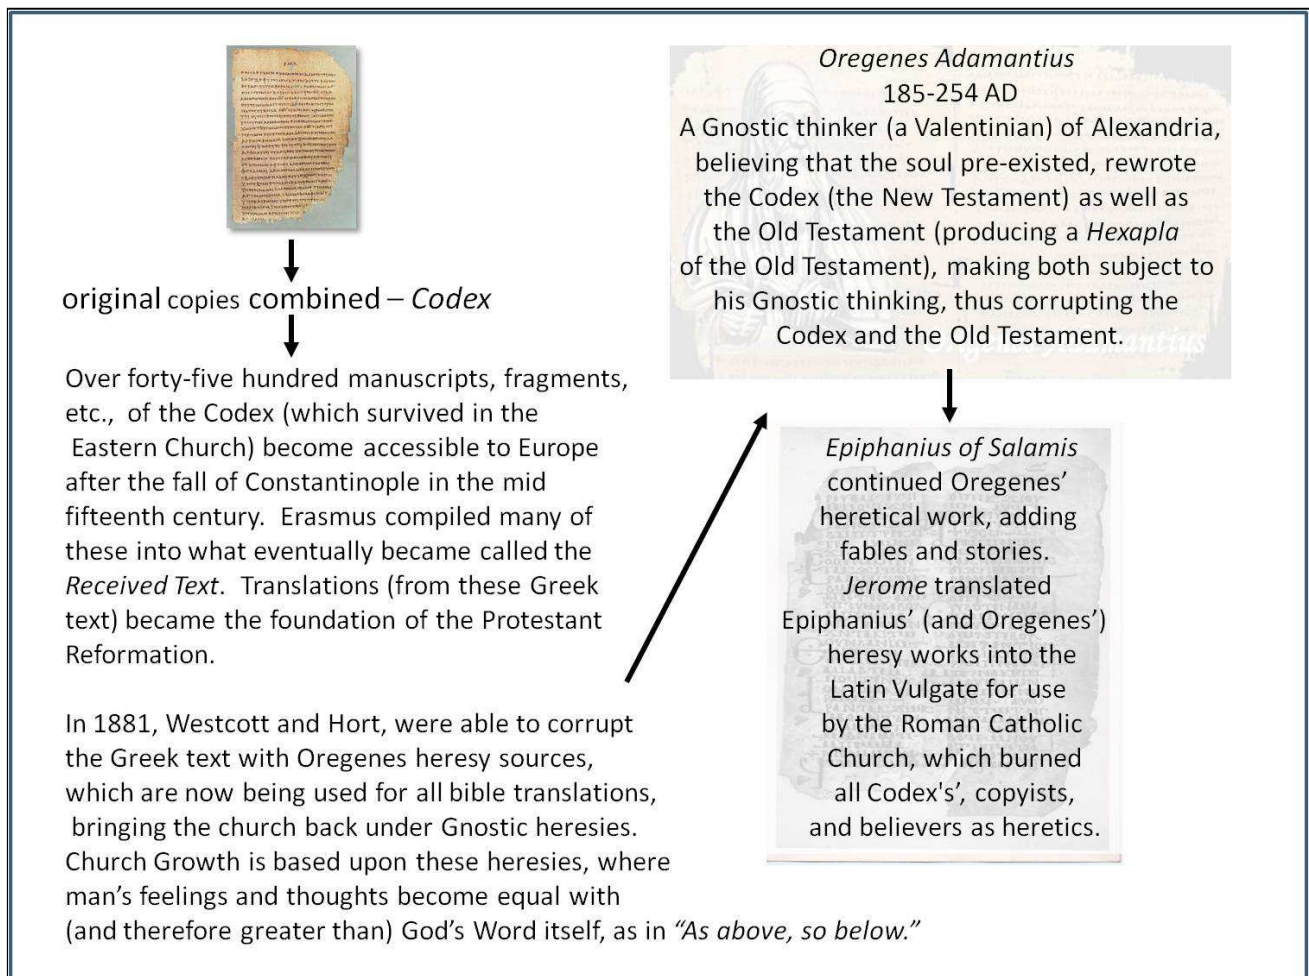 original copies combined – Codex
Over forty-five hundred manuscripts, fragments,
etc., of the Codex (which survived in the
Eastern Church) become accessible to Europe
after the fall of Constantinople in the mid
fifteenth century. Erasmus compiled many of
these into what eventually became called the
Received Text. Translations (from these Greek
text) became the foundation of the Protestant
Reformation.
In 1881, Westcott and Hort, were able to corrupt
the Greek text with Oregenes heresy sources,
which are now being used for all bible translations,
bringing the church back under Gnostic heresies.
Church Growth is based upon these heresies, where
man's feelings and thoughts become equal with
(and therefore greater than) God's Word itself, as in "As above, so below."
Oregenes Adamantius
185-254 AD
A Gnostic thinker (a Valentinian) of Alexandria,
believing that the soul pre-existed, rewrote
the Codex (the New Testament) as well as
the Old Testament (producing a Hexapla
of the Old Testament), making both subject to
his Gnostic thinking, thus corrupting the
Codex and the Old Testament.
Epiphanius of Salamis
continued Oregenes'
heretical work, adding
fables and stories.
Jerome translated
Epiphanius' (and Oregenes')
heresy works into the
Latin Vulgate for use
by the Roman Catholic
Church, which burned
all Codex's', copyists,
and believers as heretics.